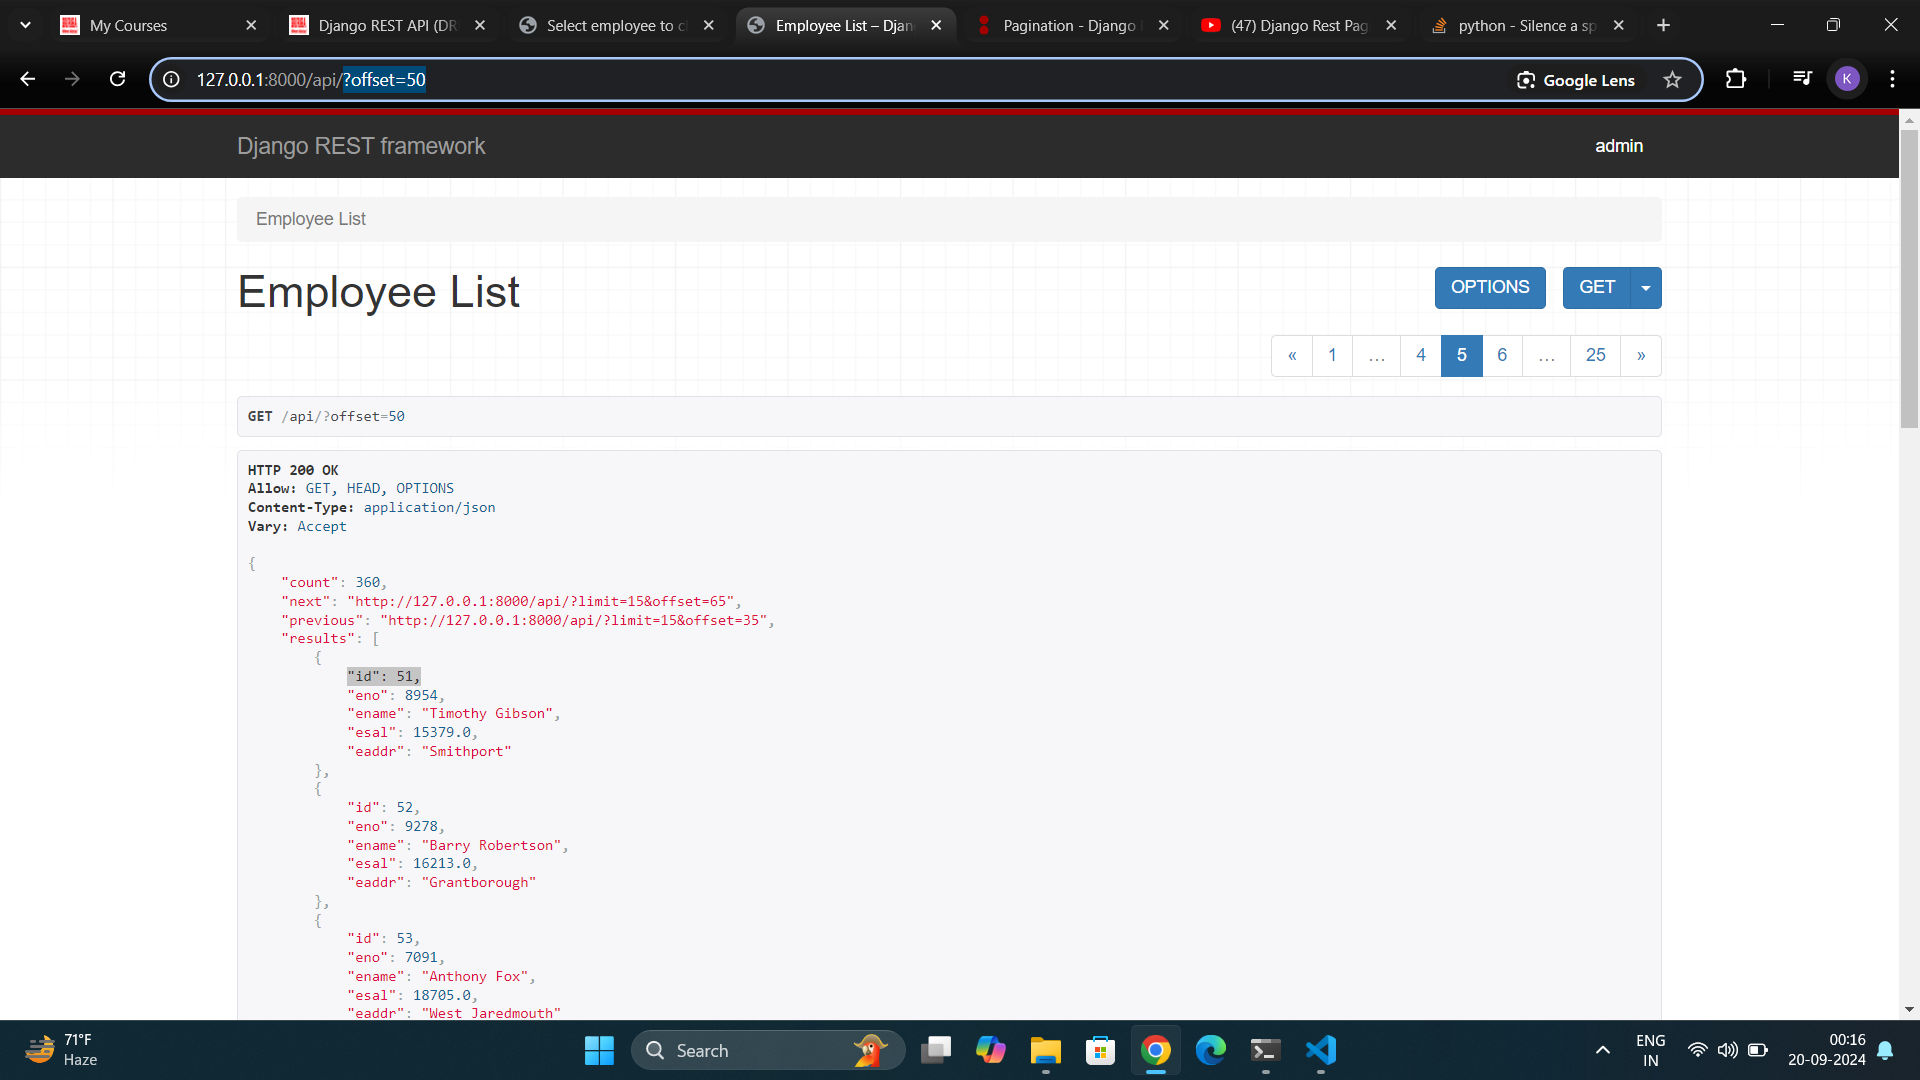 My Courses
Django REST API (DR
Select employee to c
Employee List – Djan
Pagination - Django
(47) Django Rest Pag
python - Silence a sp
127.0.0.1:8000/api/?offset=50
Google Lens
K
Django REST framework
admin
Employee List
Employee List
OPTIONS
GET
« 1 … 4 5 6 … 25 »
GET /api/?offset=50
HTTP 200 OK
Allow: GET, HEAD, OPTIONS
Content-Type: application/json
Vary: Accept
{
"count": 360,
"next": "http://127.0.0.1:8000/api/?limit=15&offset=65",
"previous": "http://127.0.0.1:8000/api/?limit=15&offset=35",
"results": [
{
"id": 51,
"eno": 8954,
"ename": "Timothy Gibson",
"esal": 15379.0,
"eaddr": "Smithport"
},
{
"id": 52,
"eno": 9278,
"ename": "Barry Robertson",
"esal": 16213.0,
"eaddr": "Grantborough"
},
{
"id": 53,
"eno": 7091,
"ename": "Anthony Fox",
"esal": 18705.0,
"eaddr": "West Jaredmouth"
71°F
Haze
Search
ENG
IN
00:16
20-09-2024